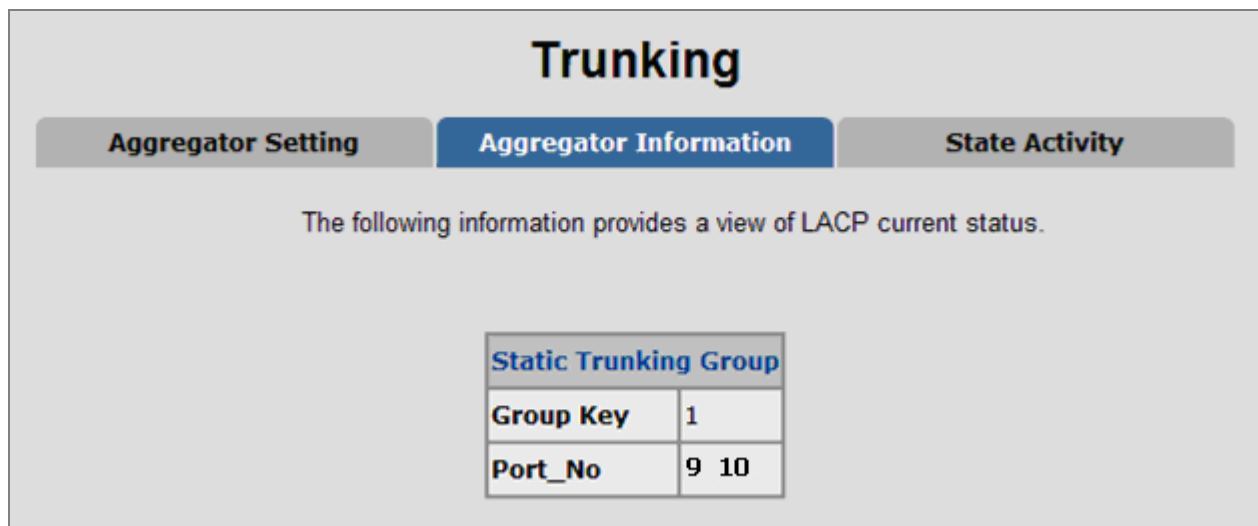 Trunking
Aggregator Setting Aggregator Information State Activity
The following information provides a view of LACP current status.
Static Trunking Group
Group Key 1
Port_No 9 10